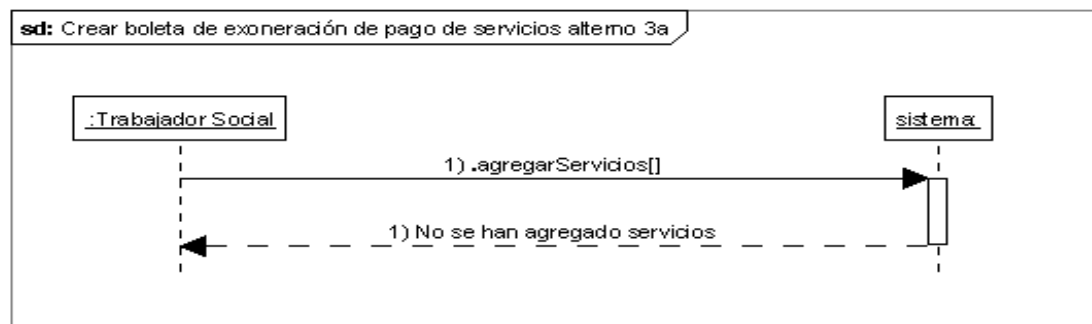 sd: Crear boleta de exoneración de pago de servicios alterno 3a
:Trabajador Social
sistema:
1) .agregarServicios[]
1) No se han agregado servicios